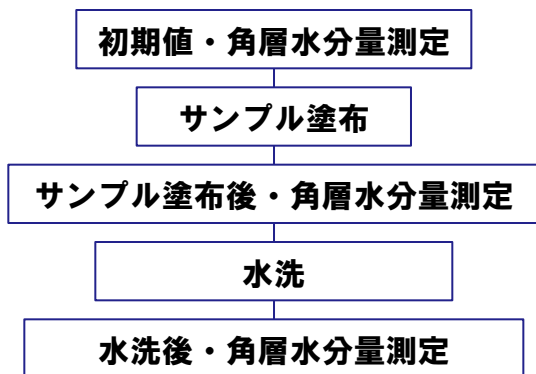 初期値・角層水分量測定
サンプル塗布
サンプル塗布後・角層水分量測定
水洗
水洗後・角層水分量測定